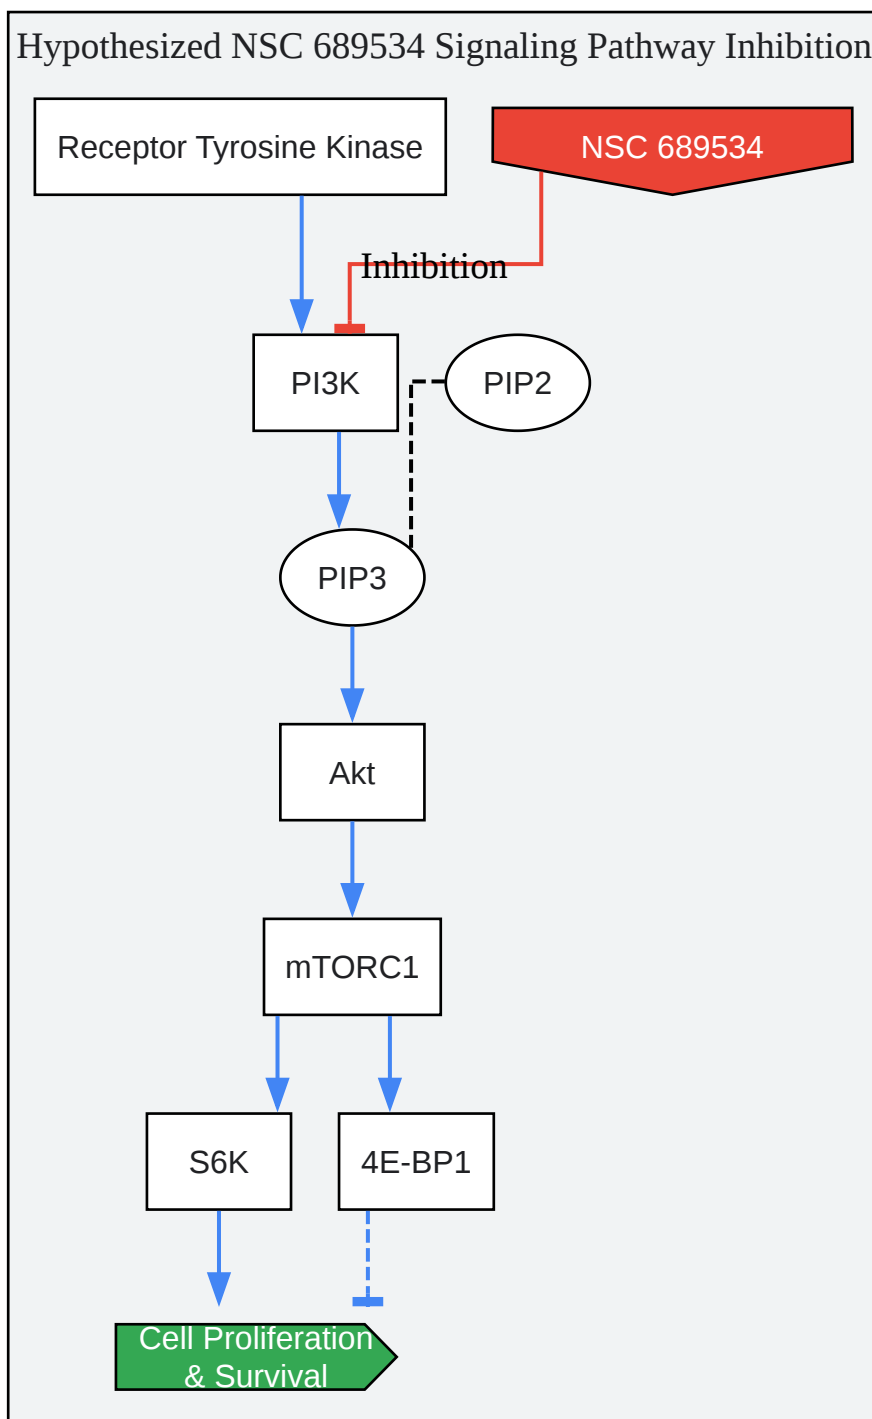 Hypothesized NSC 689534 Signaling Pathway Inhibition
Receptor Tyrosine Kinase
NSC 689534
Inhibition
PI3K
PIP2
PIP3
Akt
mTORC1
S6K
4E-BP1
Cell Proliferation
& Survival